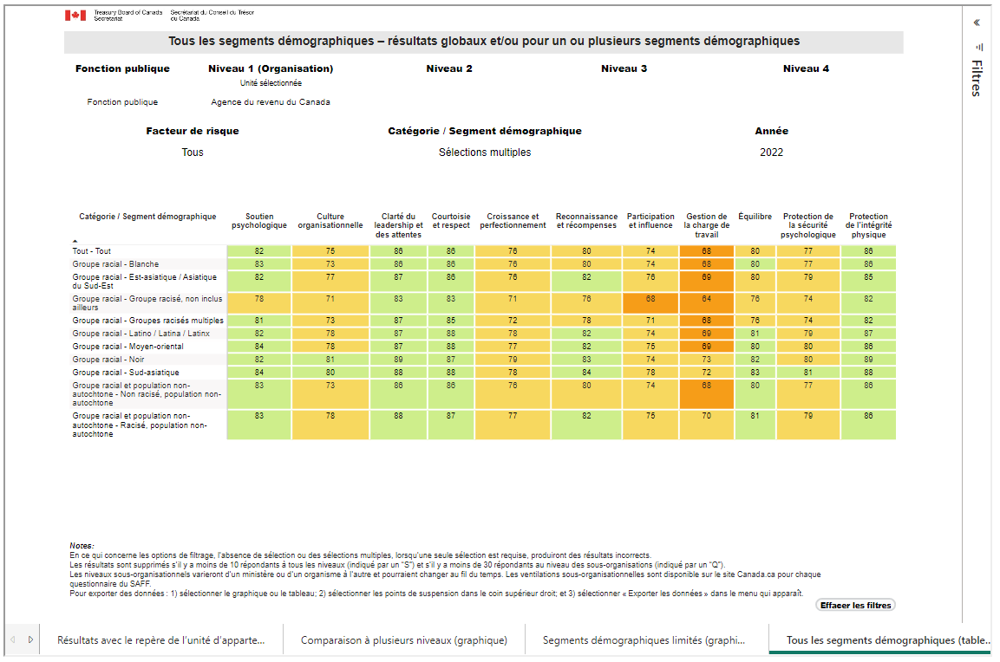 Treasury Board of Canada Secrétariat du Conseil du Trésor
Secretariat du Canada
Tous les segments démographiques – résultats globaux et/ou pour un ou plusieurs segments démographiques
Fonction publique Niveau 1 (Organisation) Niveau 2 Niveau 3 Niveau 4
Unité sélectionnée
Fonction publique Agence du revenu du Canada
Facteur de risque Catégorie / Segment démographique Année
Tous Sélections multiples 2022
Catégorie / Segment démographique Soutien psychologique Culture organisationnelle Clarté du leadership et des attentes Courtoisie et respect Croissance et perfectionnement Reconnaissance et récompenses Participation et influence Gestion de la charge de travail Équilibre Protection de la sécurité psychologique Protection de l'intégrité physique
Tout - Tout 82 75 86 86 76 80 74 68 80 77 86
Groupe racial - Blanche 83 73 86 86 76 80 74 68 80 77 86
Groupe racial - Est-asiatique / Asiatique 82 77 87 86 76 82 76 69 80 79 85
du Sud-Est
Groupe racial - Groupe racisé, non inclus 78 71 83 83 71 76 68 64 76 74 82
ailleurs
Groupe racial - Groupes racisés multiples 81 73 87 85 72 78 71 68 76 74 82
Groupe racial - Latino / Latina / Latinx 82 78 87 88 78 82 74 69 81 79 87
Groupe racial - Moyen-oriental 84 78 87 88 77 82 75 69 80 80 86
Groupe racial - Noir 82 81 89 87 79 83 74 73 82 80 89
Groupe racial - Sud-asiatique 84 80 88 88 78 84 78 72 83 81 88
Groupe racial et population non- 83 73 86 86 76 80 74 68 80 77 86
autochtone - Non racisé, population non-
autochtone
Groupe racial et population non- 83 78 88 87 77 82 75 70 81 79 86
autochtone - Racisé, population non-
autochtone
Notes:
En ce qui concerne les options de filtrage, l'absence de sélection ou des sélections multiples, lorsqu'une seule sélection est requise, produiront des résultats incorrects.
Les résultats sont supprimés s'il y a moins de 10 répondants à tous les niveaux (indiqué par un "S") et s'il y a moins de 30 répondants au niveau des sous-organisations (indiqué par un "Q").
Les niveaux sous-organisationnels varieront d'un ministère ou d'un organisme à l'autre et pourraient changer au fil du temps. Les ventilations sous-organisationnelles sont disponible sur le site Canada.ca pour chaque
questionnaire du SAFF.
Pour exporter des données : 1) sélectionner le graphique ou le tableau; 2) sélectionner les points de suspension dans le coin supérieur droit; et 3) sélectionner « Exporter les données » dans le menu qui apparaît.
Effacer les filtres
Filtres
Résultats avec le repère de l'unité d'apparte... Comparaison à plusieurs niveaux (graphique) Segments démographiques limités (graphi... Tous les segments démographiques (table...